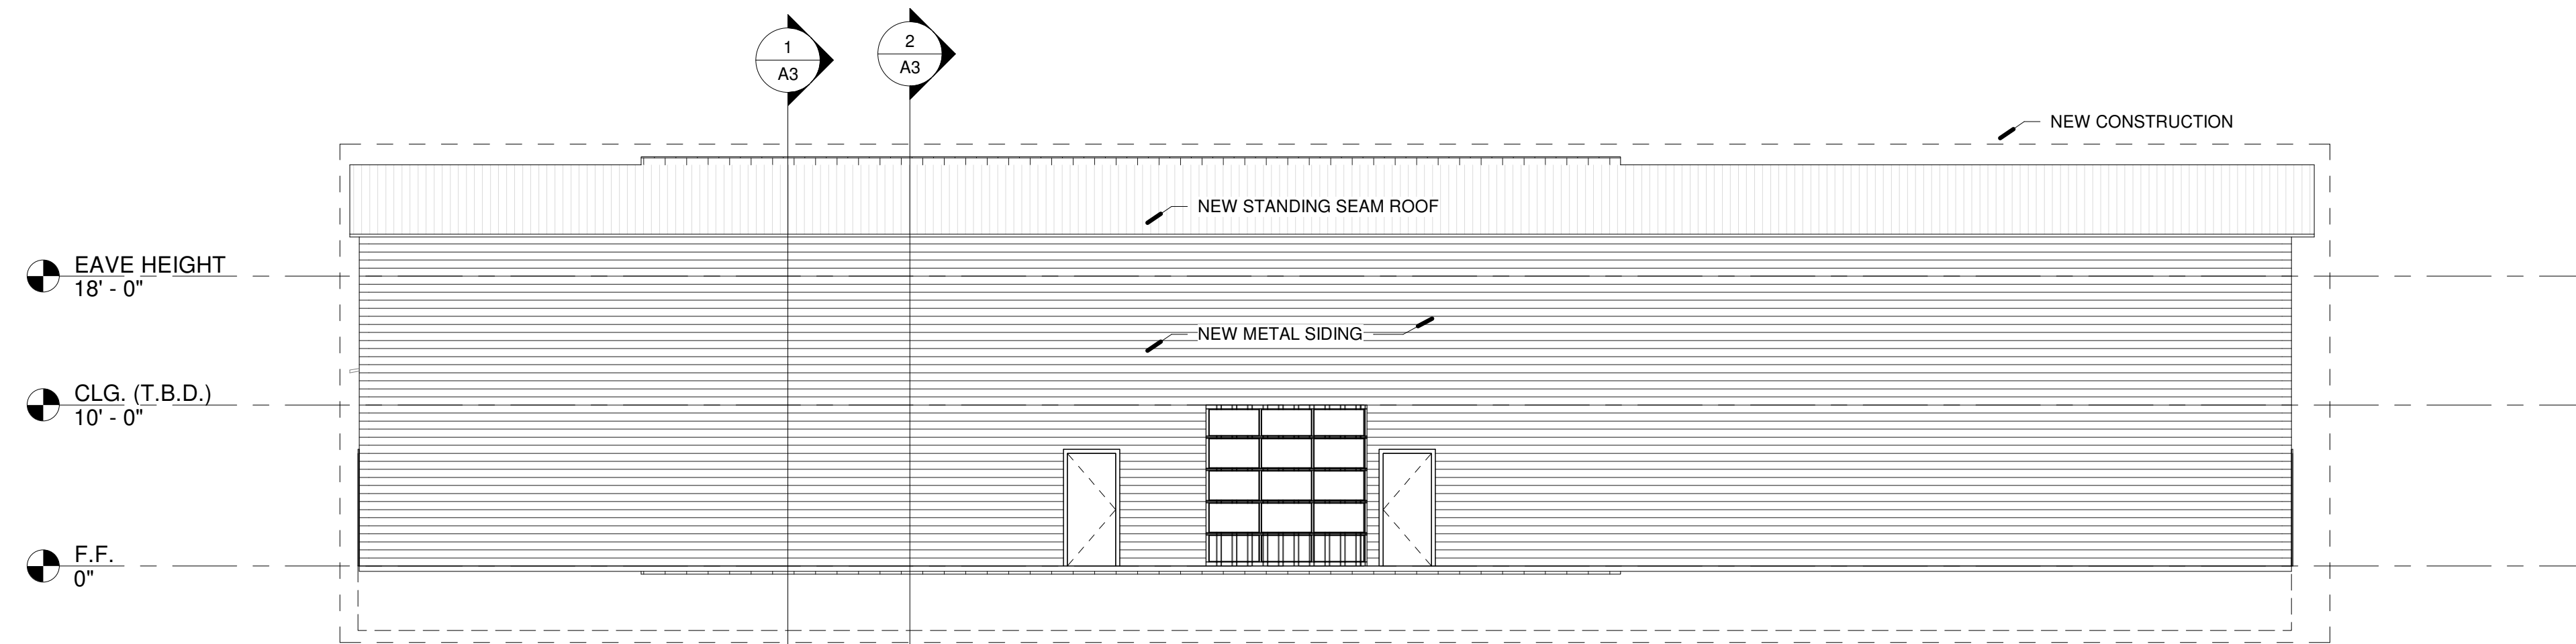 1
A3
2
A3
NEW CONSTRUCTION
NEW STANDING SEAM ROOF
EAVE HEIGHT
18' - 0"
NEW METAL SIDING
CLG. (T.B.D.)
10' - 0"
F.F.
0"